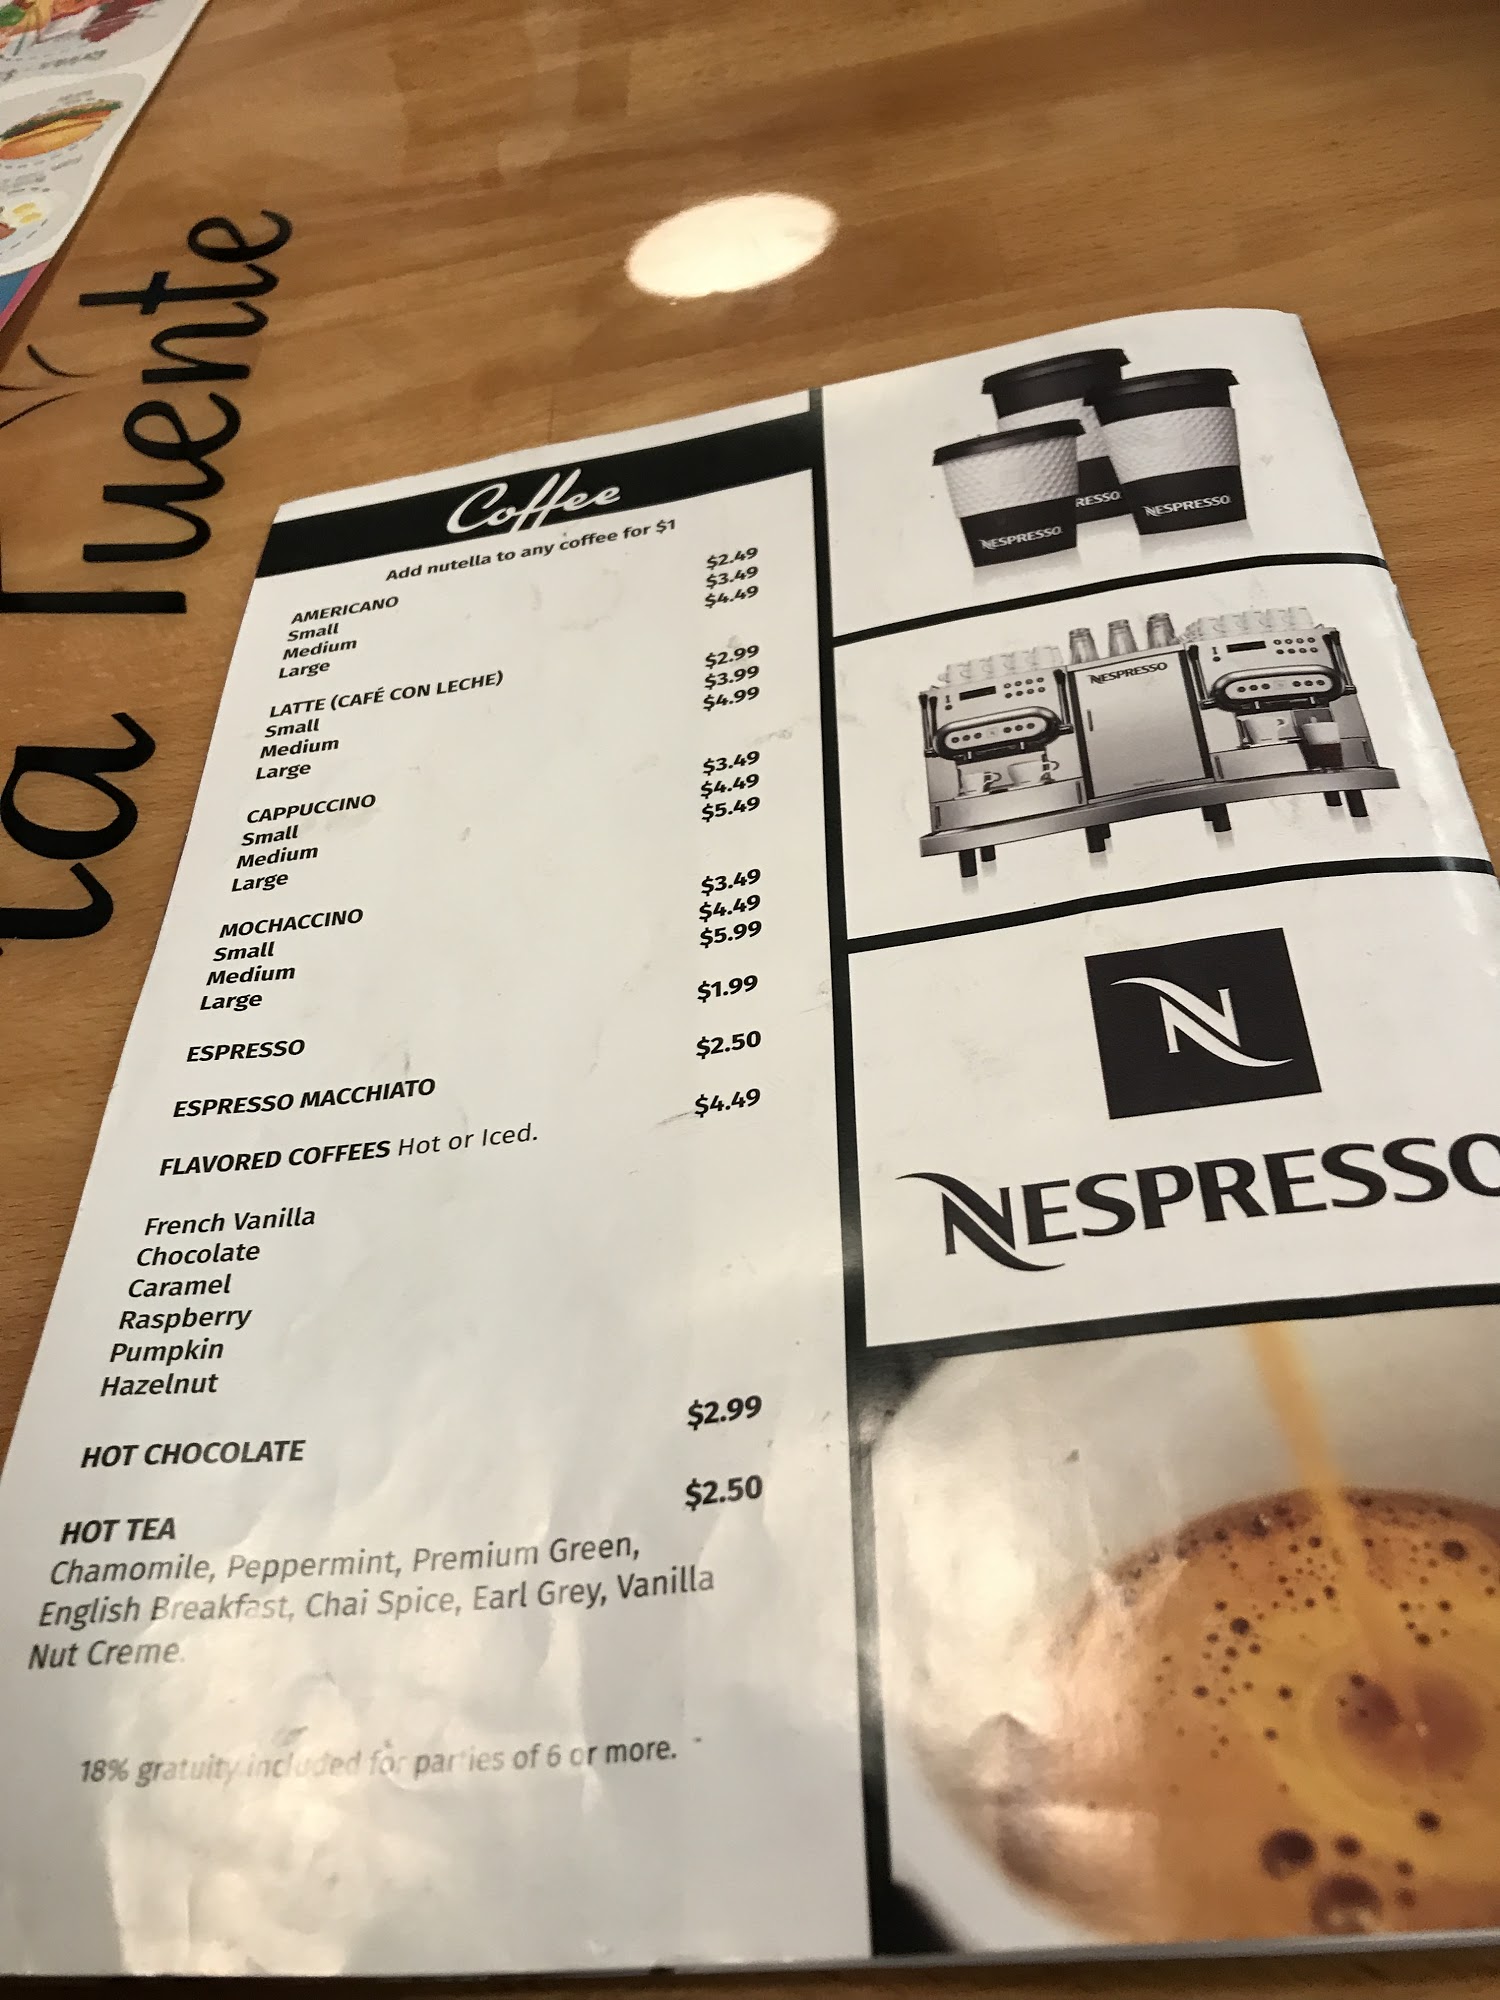 La Fuente
Coffee
Add nutella to any coffee for $1
AMERICANO
Small $2.49
Medium $3.49
Large $4.49
LATTE (CAFÉ CON LECHE)
Small $2.99
Medium $3.99
Large $4.99
CAPPUCCINO
Small $3.49
Medium $4.49
Large $5.49
MOCHACCINO
Small $3.49
Medium $4.49
Large $5.99
ESPRESSO $1.99
ESPRESSO MACCHIATO $2.50
FLAVORED COFFEES Hot or Iced. $4.49
French Vanilla
Chocolate
Caramel
Raspberry
Pumpkin
Hazelnut
HOT CHOCOLATE $2.99
HOT TEA $2.50
Chamomile, Peppermint, Premium Green,
English Breakfast, Chai Spice, Earl Grey, Vanilla
Nut Creme.
18% gratuity included for parties of 6 or more.
NESPRESSO
RESSO
NESPRESSO
NESPRESSO
N
NESPRESSO